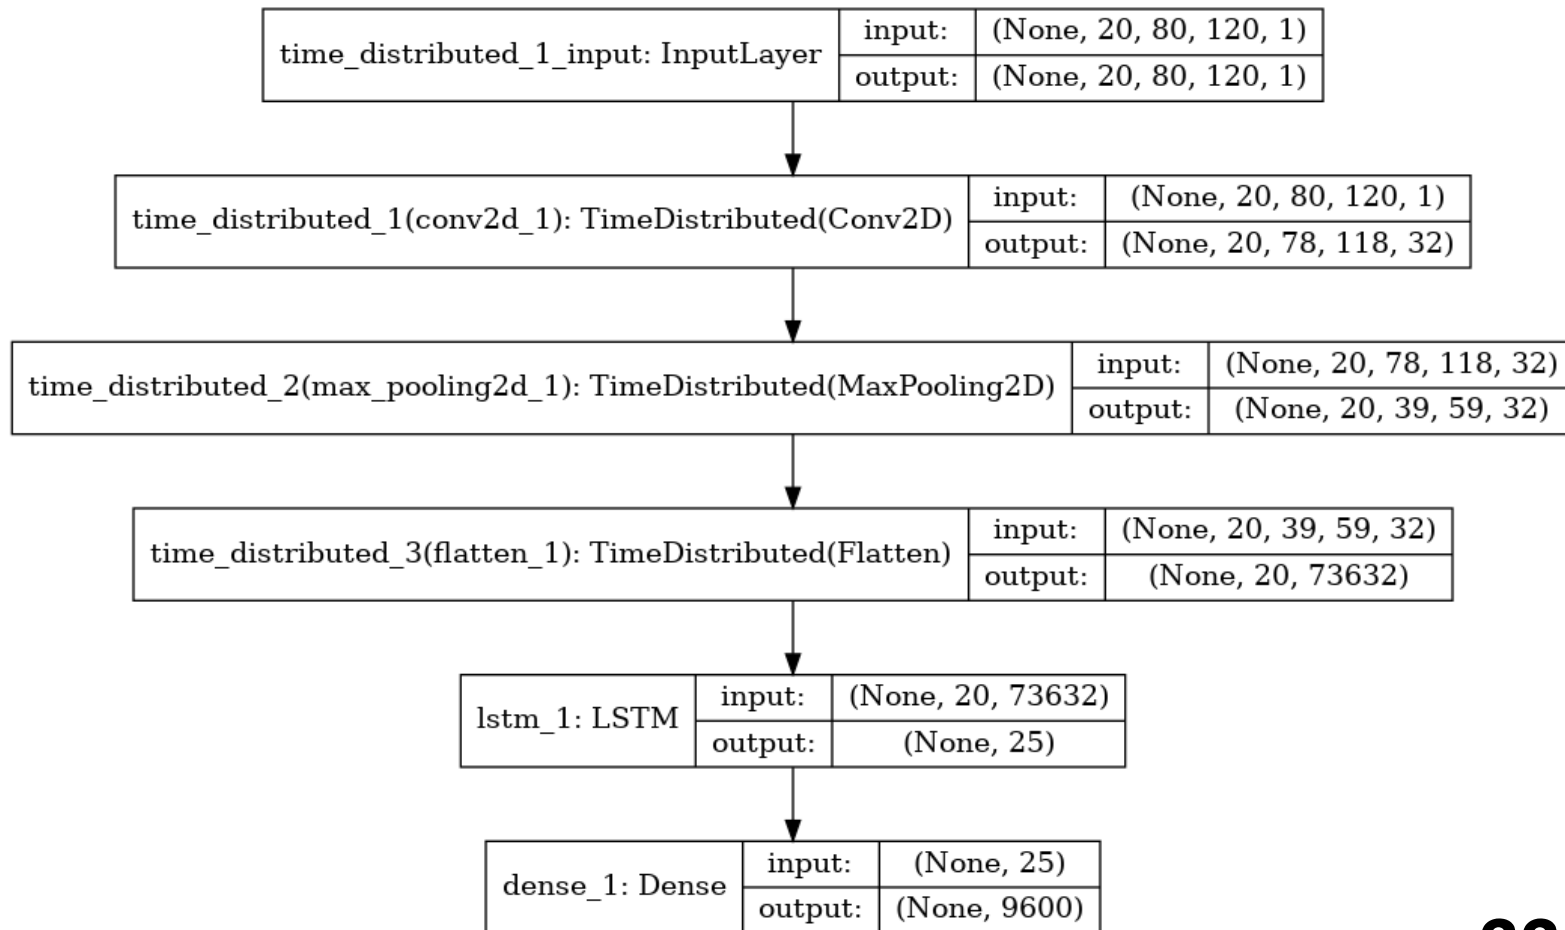 time_distributed_1_input: InputLayer
input: (None, 20, 80, 120, 1)
output: (None, 20, 80, 120, 1)
time_distributed_1(conv2d_1): TimeDistributed(Conv2D)
input: (None, 20, 80, 120, 1)
output: (None, 20, 78, 118, 32)
time_distributed_2(max_pooling2d_1): TimeDistributed(MaxPooling2D)
input: (None, 20, 78, 118, 32)
output: (None, 20, 39, 59, 32)
time_distributed_3(flatten_1): TimeDistributed(Flatten)
input: (None, 20, 39, 59, 32)
output: (None, 20, 73632)
lstm_1: LSTM
input: (None, 20, 73632)
output: (None, 25)
dense_1: Dense
input: (None, 25)
output: (None, 9600)